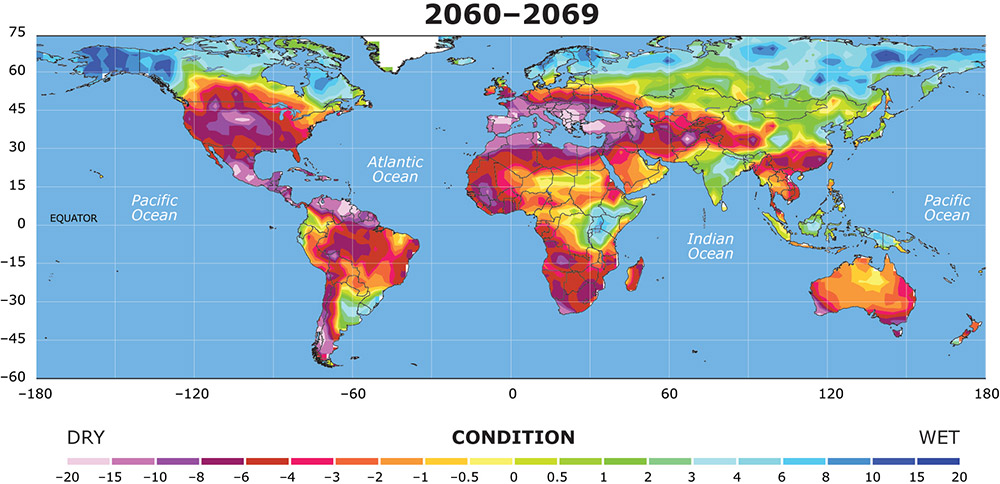 2060–2069
75
60
45
30
15
0
–15
–30
–45
–60
EQUATOR
Pacific
Ocean
Atlantic
Ocean
Indian
Ocean
Pacific
Ocean
–180 –120 –60 0 60 120 180
DRY CONDITION WET
–20 –15 –10 –8 –6 –4 –3 –2 –1 –0.5 0 0.5 1 2 3 4 6 8 10 15 20